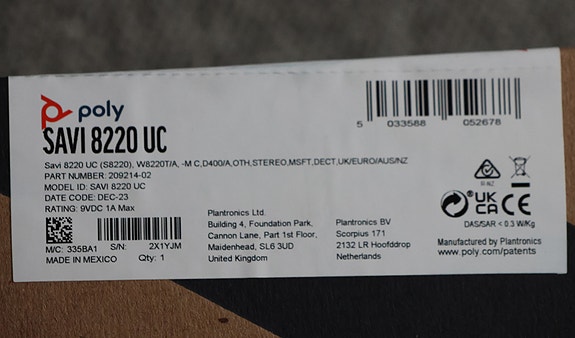 poly
SAVI 8220 UC
Savi 8220 UC (S8220), W8220T/A, -M C,D400/A,OTH,STEREO,MSFT,DECT,UK/EURO/AUS/NZ
PART NUMBER: 209214-02
MODEL ID: SAVI 8220 UC
DATE CODE: DEC-23
RATING: 9VDC 1A Max
M/C: 335BA1
S/N: 2X1YJM
MADE IN MEXICO
Qty: 1
Plantronics Ltd.
Building 4, Foundation Park,
Cannon Lane, Part 1st Floor,
Maidenhead, SL6 3UD
United Kingdom
Plantronics BV
Scorpius 171
2132 LR Hoofddrop
Netherlands
5 033588 052678
UK
CA
CE
DAS/SAR < 0.3 W/Kg
Manufactured by Plantronics
www.poly.com/patents